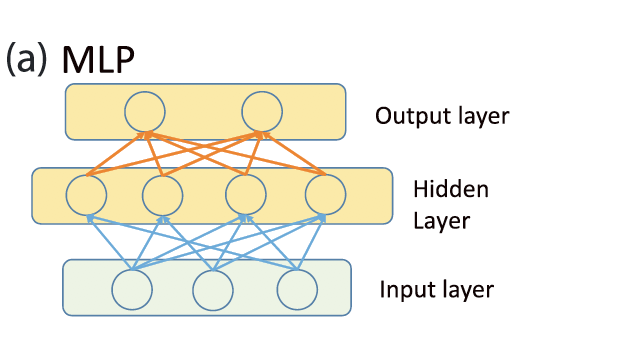 (a) MLP
Output layer
Hidden
Layer
Input layer